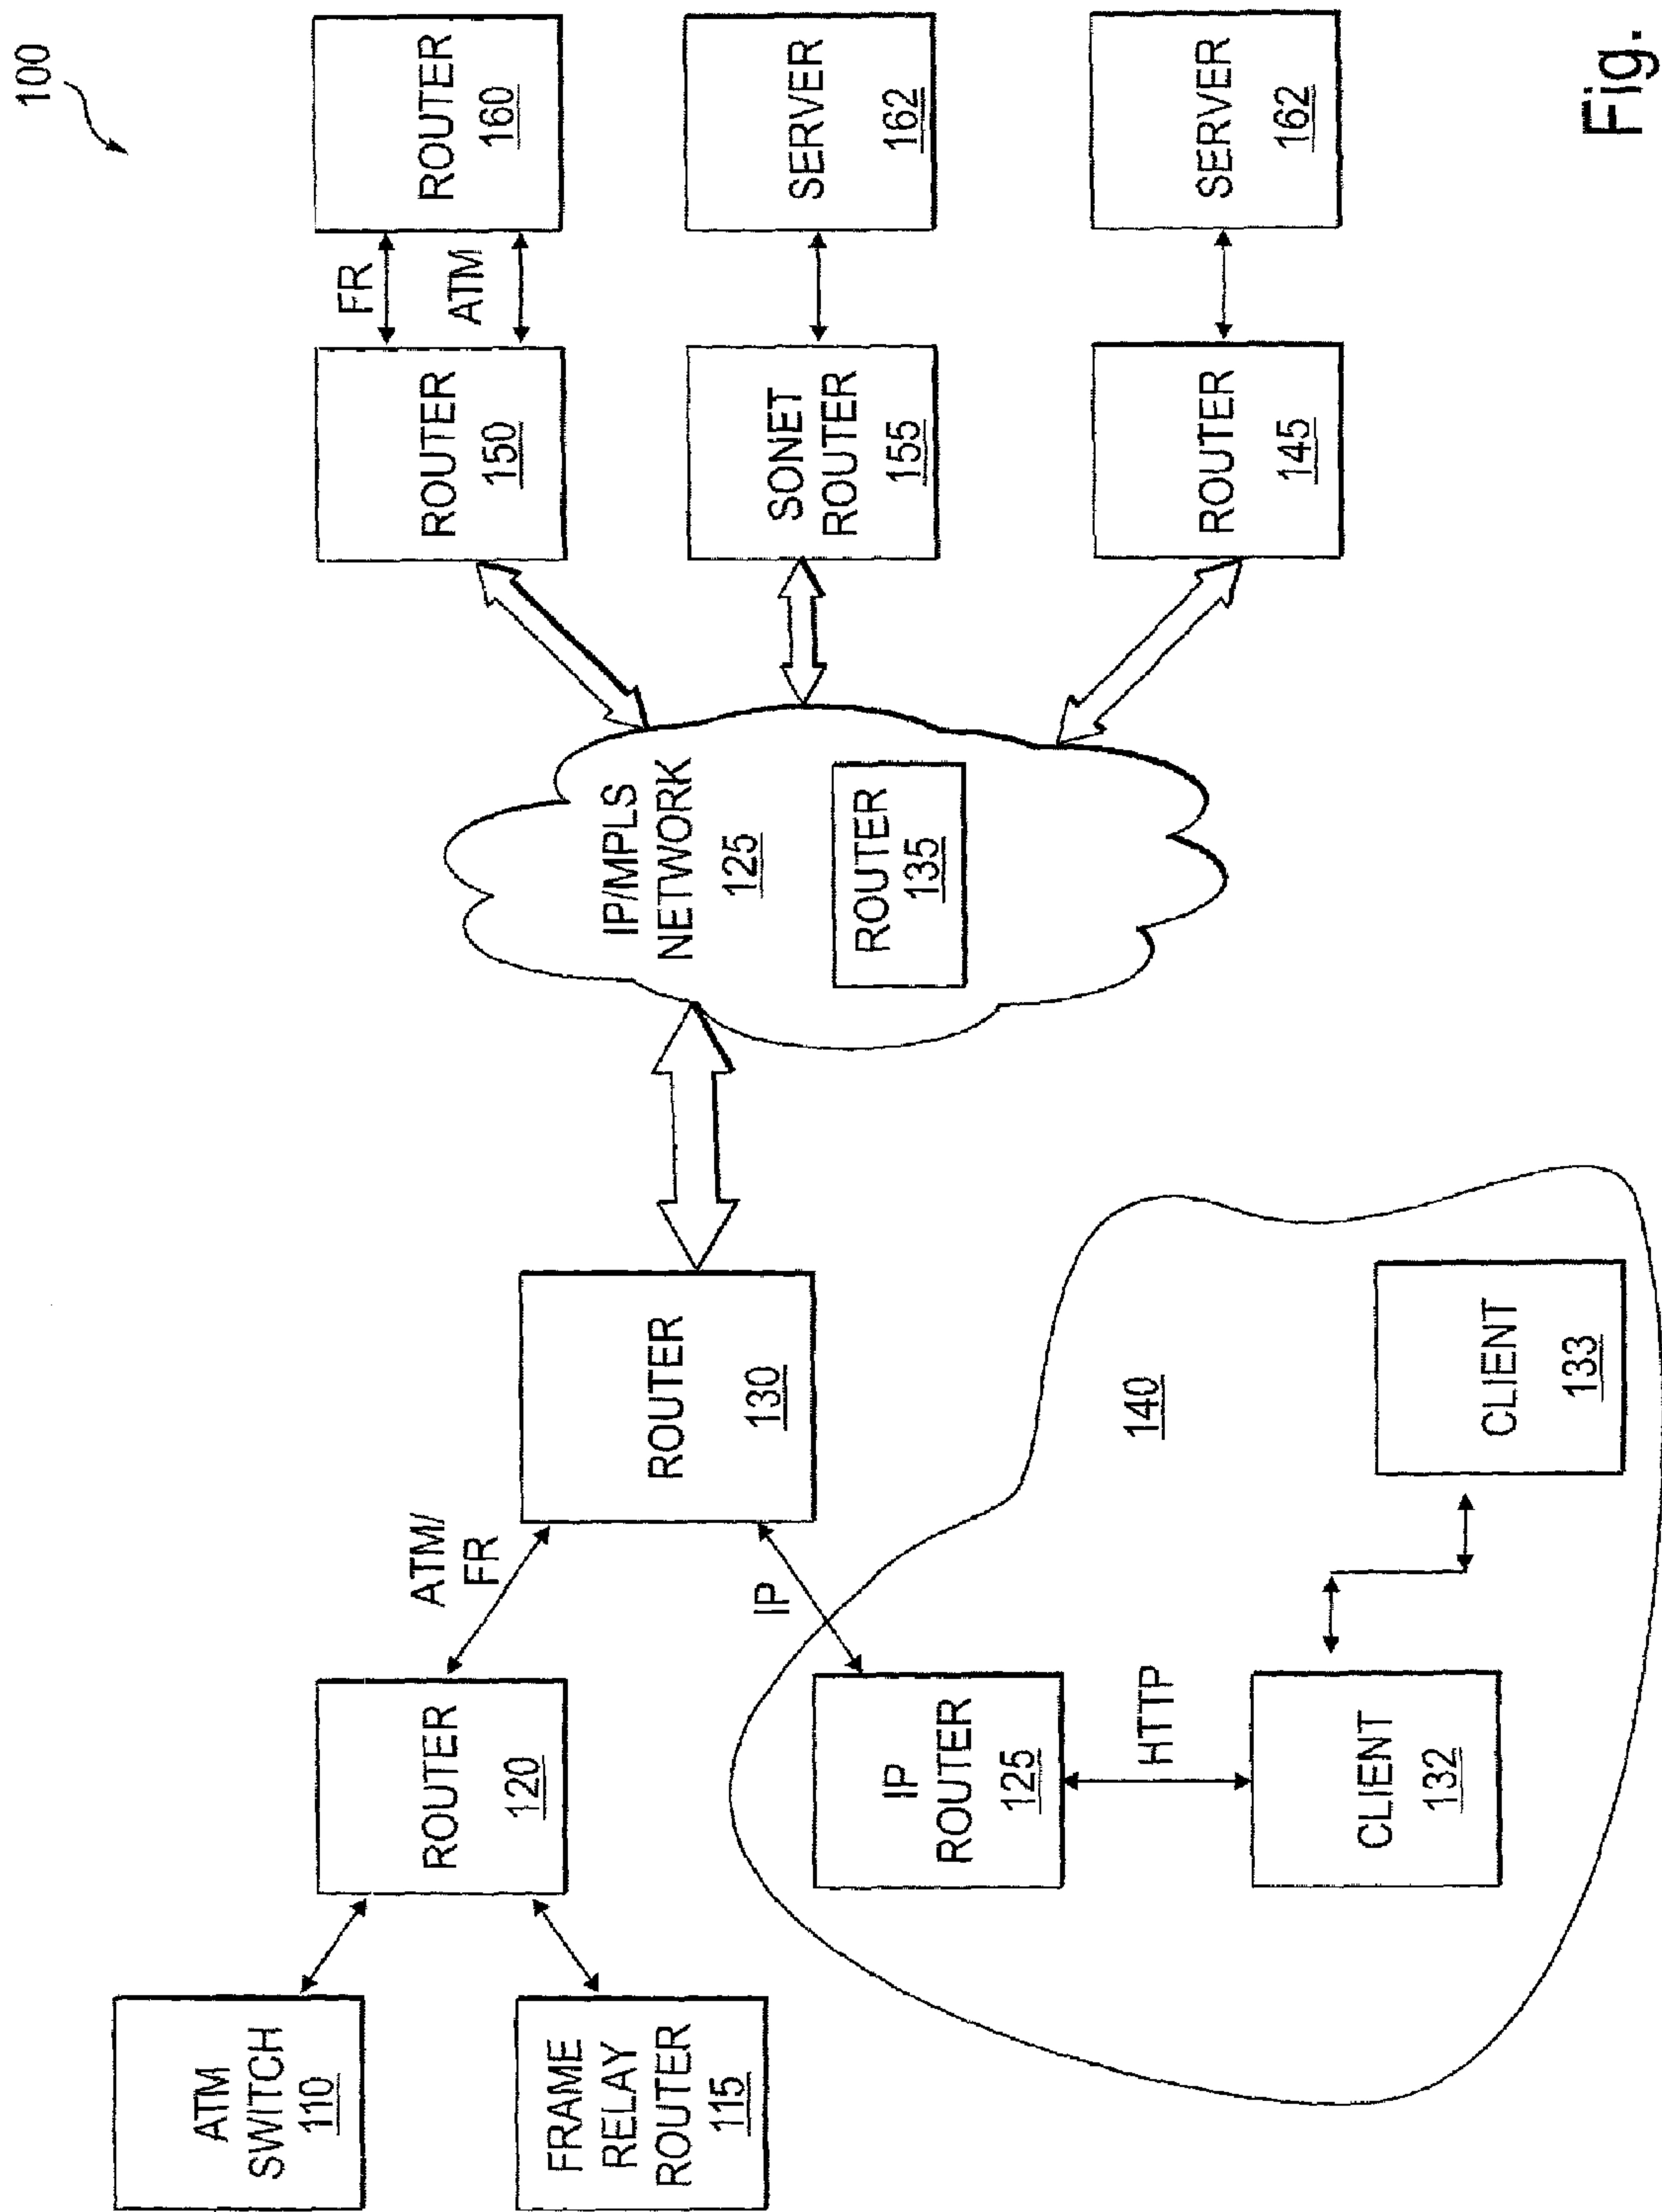 100
ATM
SWITCH
110
FRAME
RELAY
ROUTER
115
ROUTER
120
ATM/
FR
IP
ROUTER
130
IP
ROUTER
125
HTTP
CLIENT
132
CLIENT
133
140
IP/MPLS
NETWORK
125
ROUTER
135
ROUTER
150
FR
ATM
ROUTER
160
SONET
ROUTER
155
SERVER
162
ROUTER
145
SERVER
162
Fig.